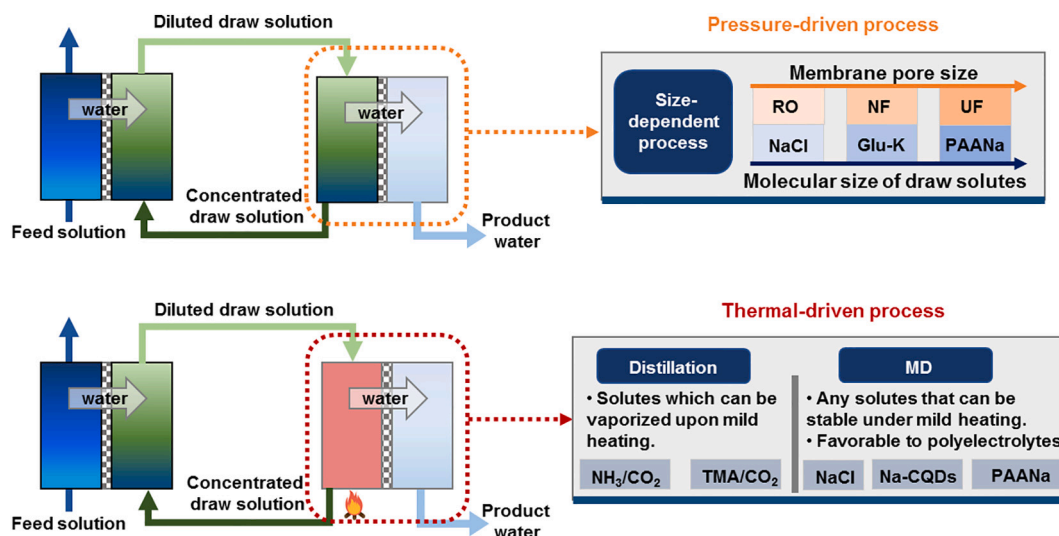 Diluted draw solution
Pressure-driven process
water
water
Concentrated
draw solution
Feed solution
Product
water
Size-
dependent
process
Membrane pore size
RO NF UF
NaCl Glu-K PAANa
Molecular size of draw solutes
Diluted draw solution
Thermal-driven process
water
water
Concentrated
draw solution
Feed solution
Product
water
Distillation
• Solutes which can be
vaporized upon mild
heating.
NH₃/CO₂ TMA/CO₂
MD
• Any solutes that can be
stable under mild heating.
• Favorable to polyelectrolytes
NaCl Na-CQDs PAANa